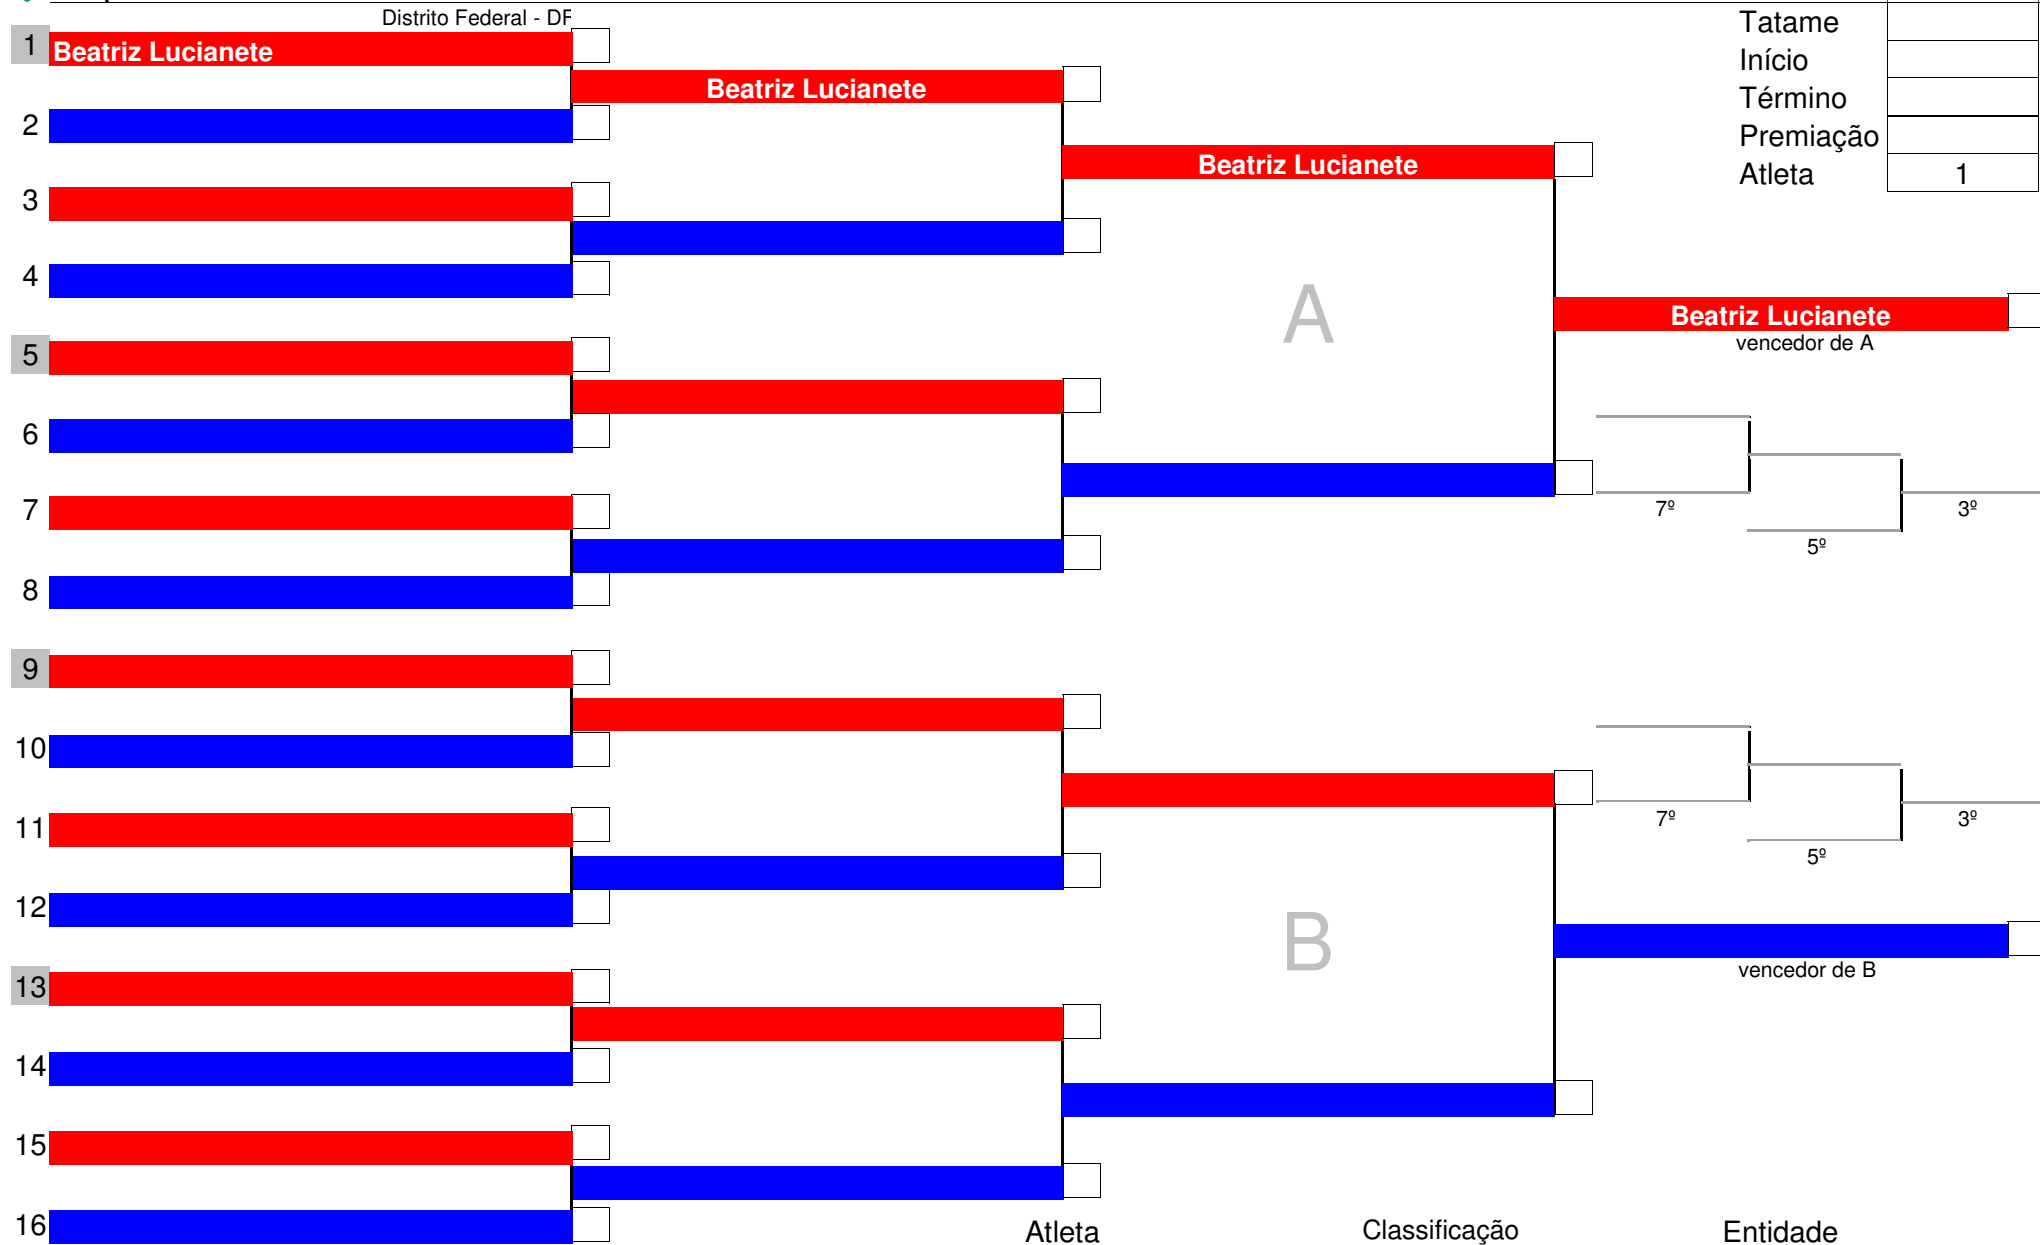 Distrito Federal - DF
Tatame
1 Beatriz Lucianete
Início
Beatriz Lucianete
Término
2
Premiação
Beatriz Lucianete
Atleta 1
3
4
A
Beatriz Lucianete
vencedor de A
5
6
7
7º 3º
5º
8
9
10
11
7º 3º
5º
12
B
vencedor de B
13
14
15
16
Atleta Classificação Entidade